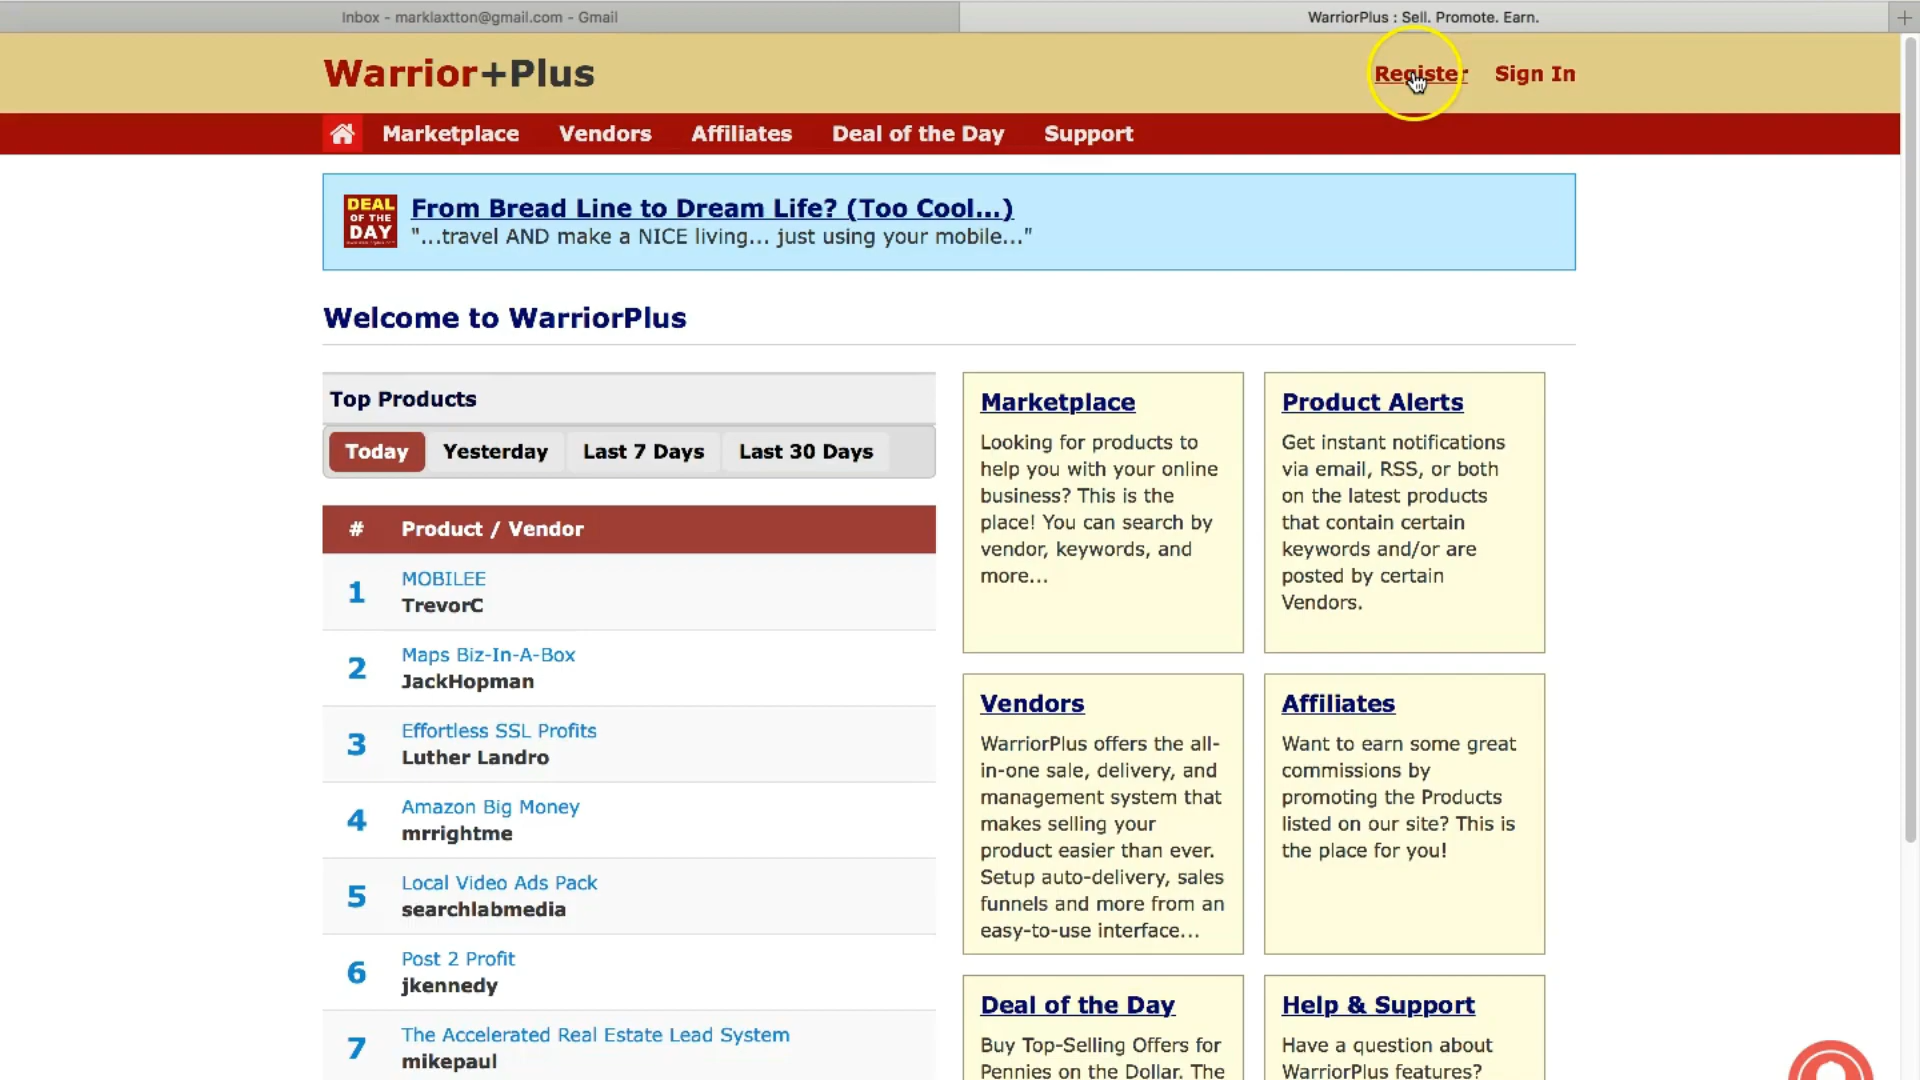 Inbox - marklaxtton@gmail.com - Gmail
WarriorPlus : Sell. Promote. Earn.
Warrior+Plus
Register
Sign In
Marketplace
Vendors
Affiliates
Deal of the Day
Support
DEAL
OF THE
DAY
From Bread Line to Dream Life? (Too Cool...)
"...travel AND make a NICE living... just using your mobile..."
Welcome to WarriorPlus
Top Products
Today
Yesterday
Last 7 Days
Last 30 Days
# Product / Vendor
1 MOBILEE
TrevorC
2 Maps Biz-In-A-Box
JackHopman
3 Effortless SSL Profits
Luther Landro
4 Amazon Big Money
mrrightme
5 Local Video Ads Pack
searchlabmedia
6 Post 2 Profit
jkennedy
7 The Accelerated Real Estate Lead System
mikepaul
Marketplace
Looking for products to
help you with your online
business? This is the
place! You can search by
vendor, keywords, and
more...
Product Alerts
Get instant notifications
via email, RSS, or both
on the latest products
that contain certain
keywords and/or are
posted by certain
Vendors.
Vendors
WarriorPlus offers the all-
in-one sale, delivery, and
management system that
makes selling your
product easier than ever.
Setup auto-delivery, sales
funnels and more from an
easy-to-use interface...
Affiliates
Want to earn some great
commissions by
promoting the Products
listed on our site? This is
the place for you!
Deal of the Day
Buy Top-Selling Offers for
Pennies on the Dollar. The
Help & Support
Have a question about
WarriorPlus features?